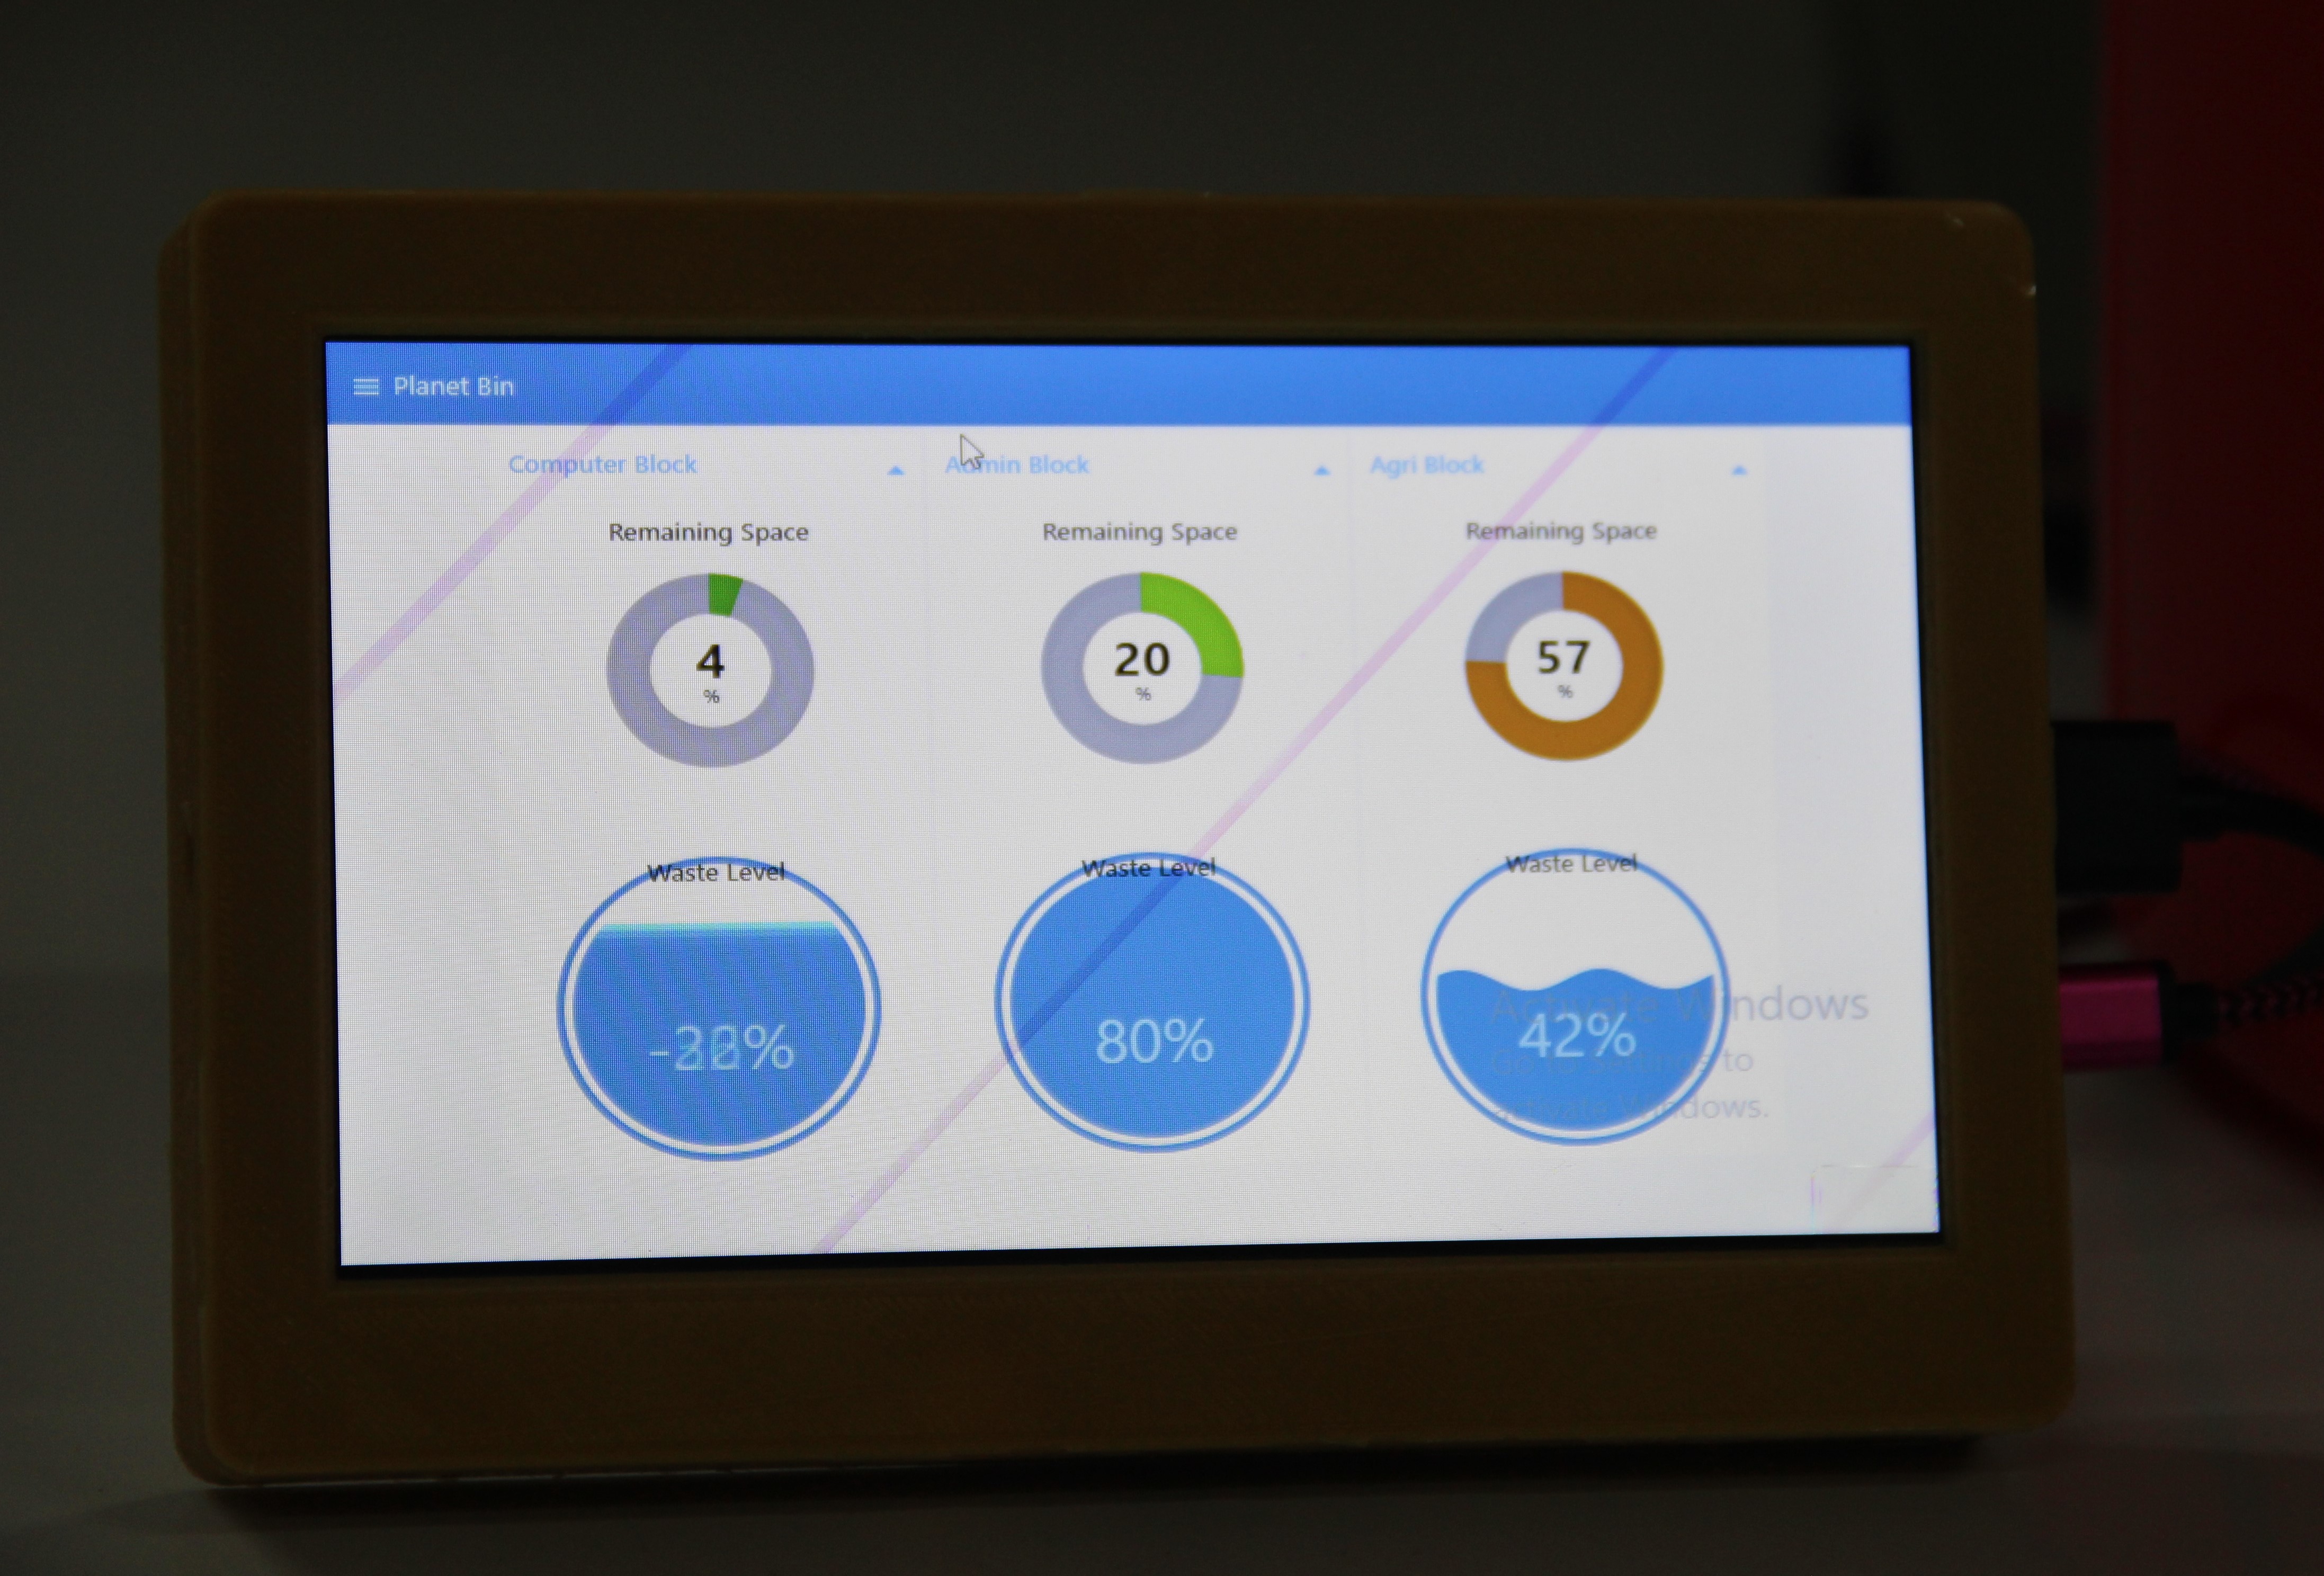 Planet Bin
Computer Block
Admin Block
Agri Block
Remaining Space
Remaining Space
Remaining Space
4
%
20
%
57
%
Waste Level
Waste Level
Waste Level
80%
42%
Activate Windows
Go to Settings to
activate Windows.